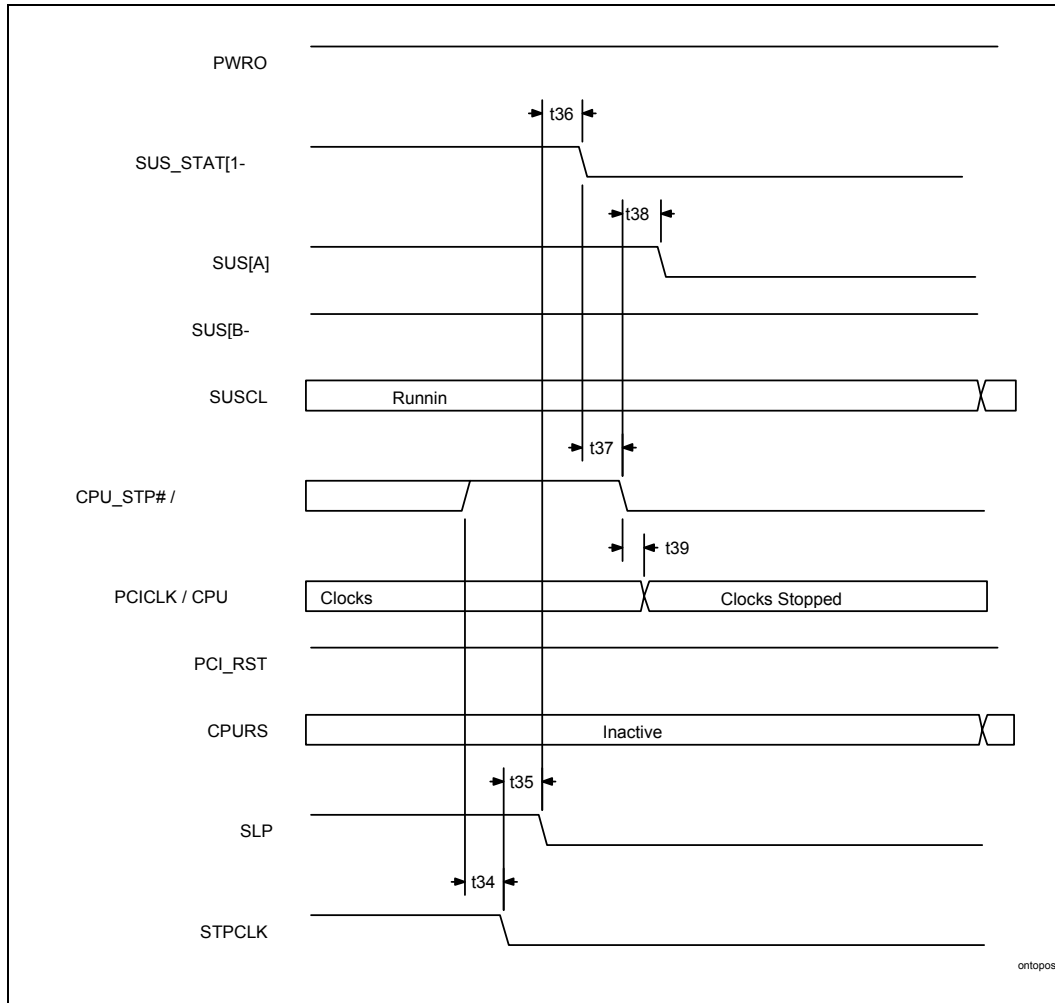 PWRO
t36
SUS_STAT[1-
t38
SUS[A]
SUS[B-
SUSCL
Runnin
t37
CPU_STP# /
t39
PCICLK / CPU
Clocks
Clocks Stopped
PCI_RST
CPURS
Inactive
t35
SLP
t34
STPCLK
ontopos